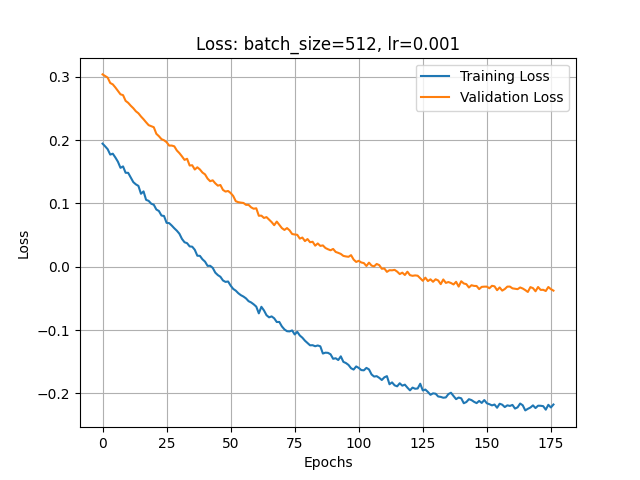 Loss: batch_size=512, lr=0.001
Training Loss
Validation Loss
0.3
0.2
0.1
0.0
−0.1
−0.2
Loss
0 25 50 75 100 125 150 175
Epochs